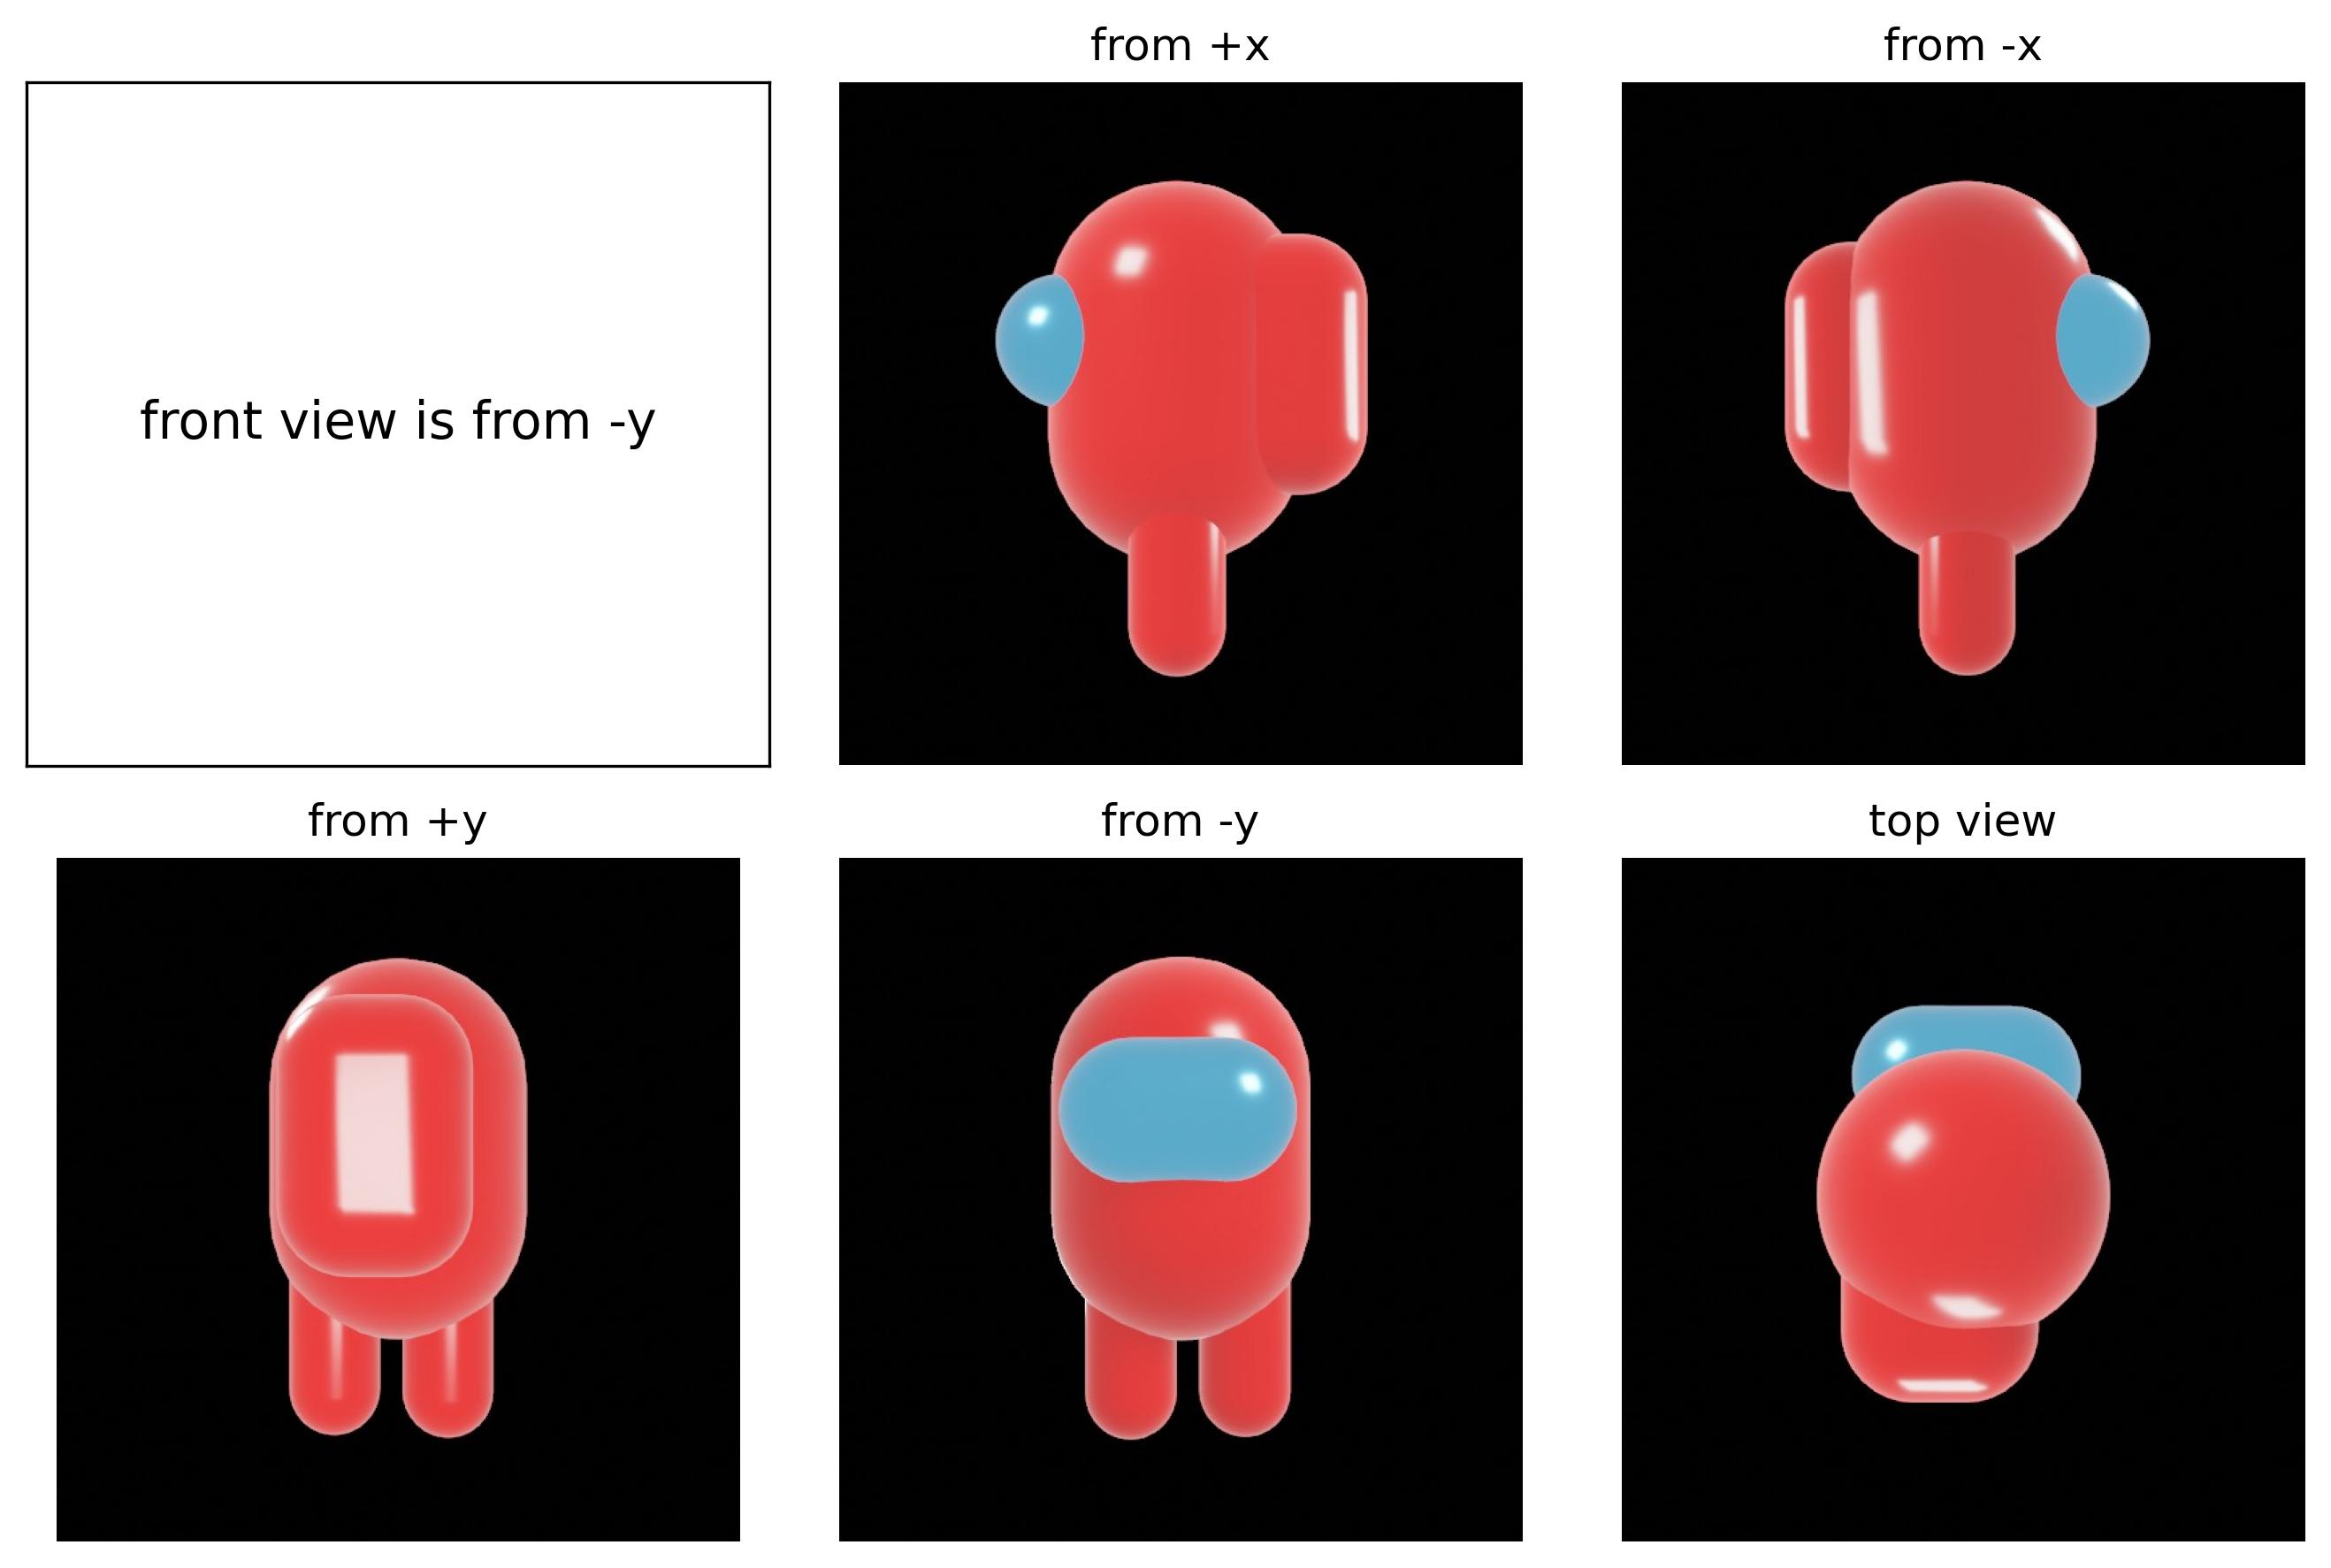 from +x
from -x
front view is from -y
from +y
from -y
top view